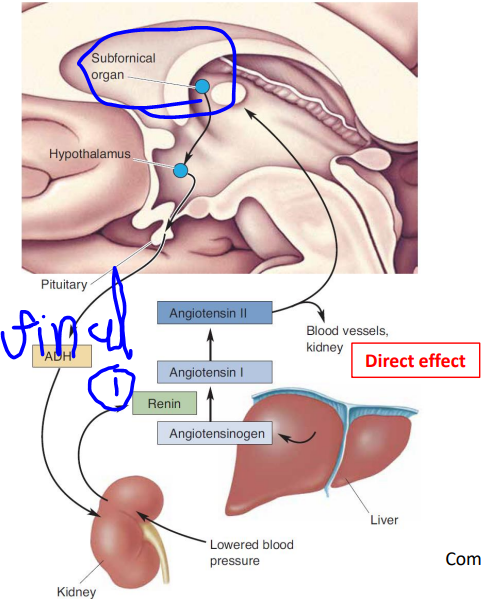 Subfornical
organ
Hypothalamus
Pituitary
final
ADH
1
Renin
Angiotensin II
Angiotensin I
Angiotensinogen
Blood vessels,
kidney
Direct effect
Liver
Lowered blood
pressure
Kidney
Com